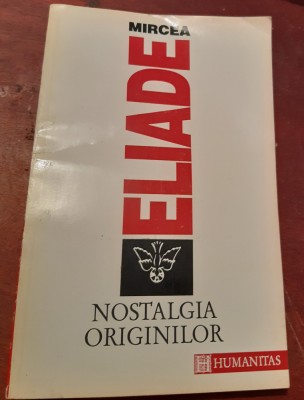 MIRCEA
ELIADE
NOSTALGIA
ORIGINILOR
HUMANITAS